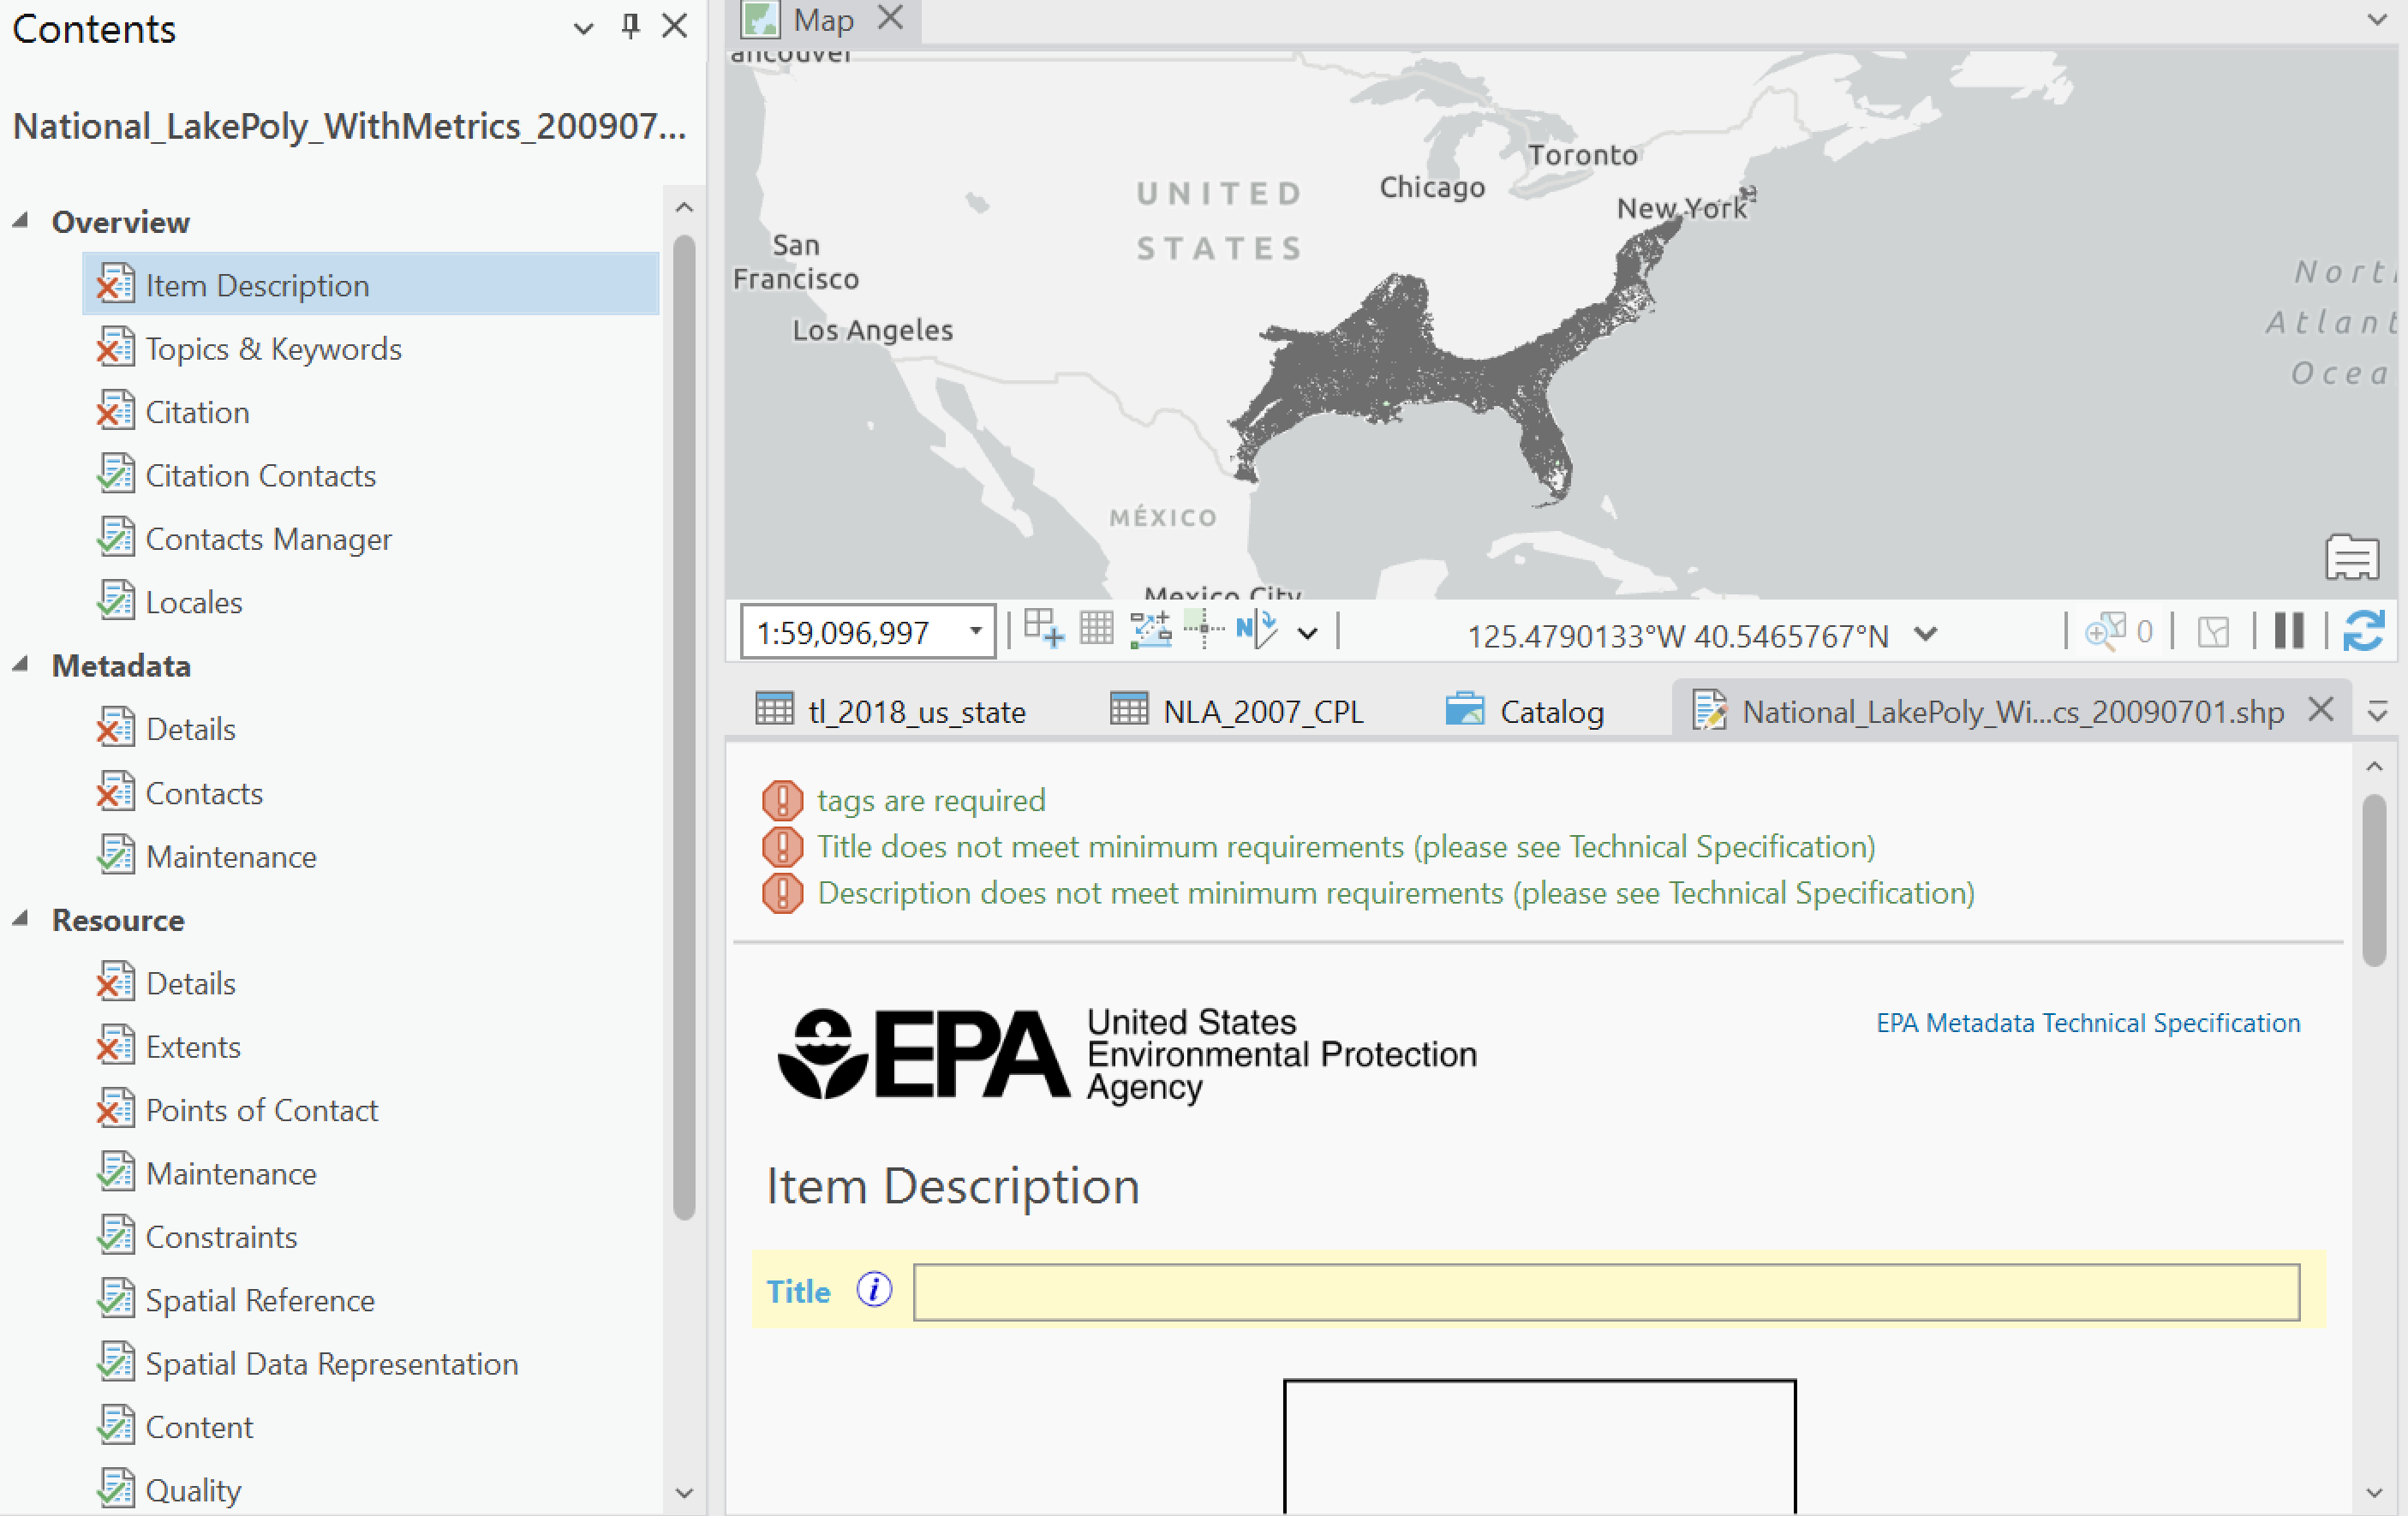 Contents
National_LakePoly_WithMetrics_200907...
Overview
Item Description
Topics & Keywords
Citation
Citation Contacts
Contacts Manager
Locales
Metadata
Details
Contacts
Maintenance
Resource
Details
Extents
Points of Contact
Maintenance
Constraints
Spatial Reference
Spatial Data Representation
Content
Quality
Map
ancouver
Toronto
Chicago
New York
UNITED
STATES
San
Francisco
Los Angeles
North
Atlant
Ocea
MÉXICO
Mexico City
1:59,096,997
N
125.4790133°W 40.5465767°N
0
tl_2018_us_state
NLA_2007_CPL
Catalog
National_LakePoly_Wi...cs_20090701.shp
tags are required
Title does not meet minimum requirements (please see Technical Specification)
Description does not meet minimum requirements (please see Technical Specification)
EPA
United States
Environmental Protection
Agency
EPA Metadata Technical Specification
Item Description
Title